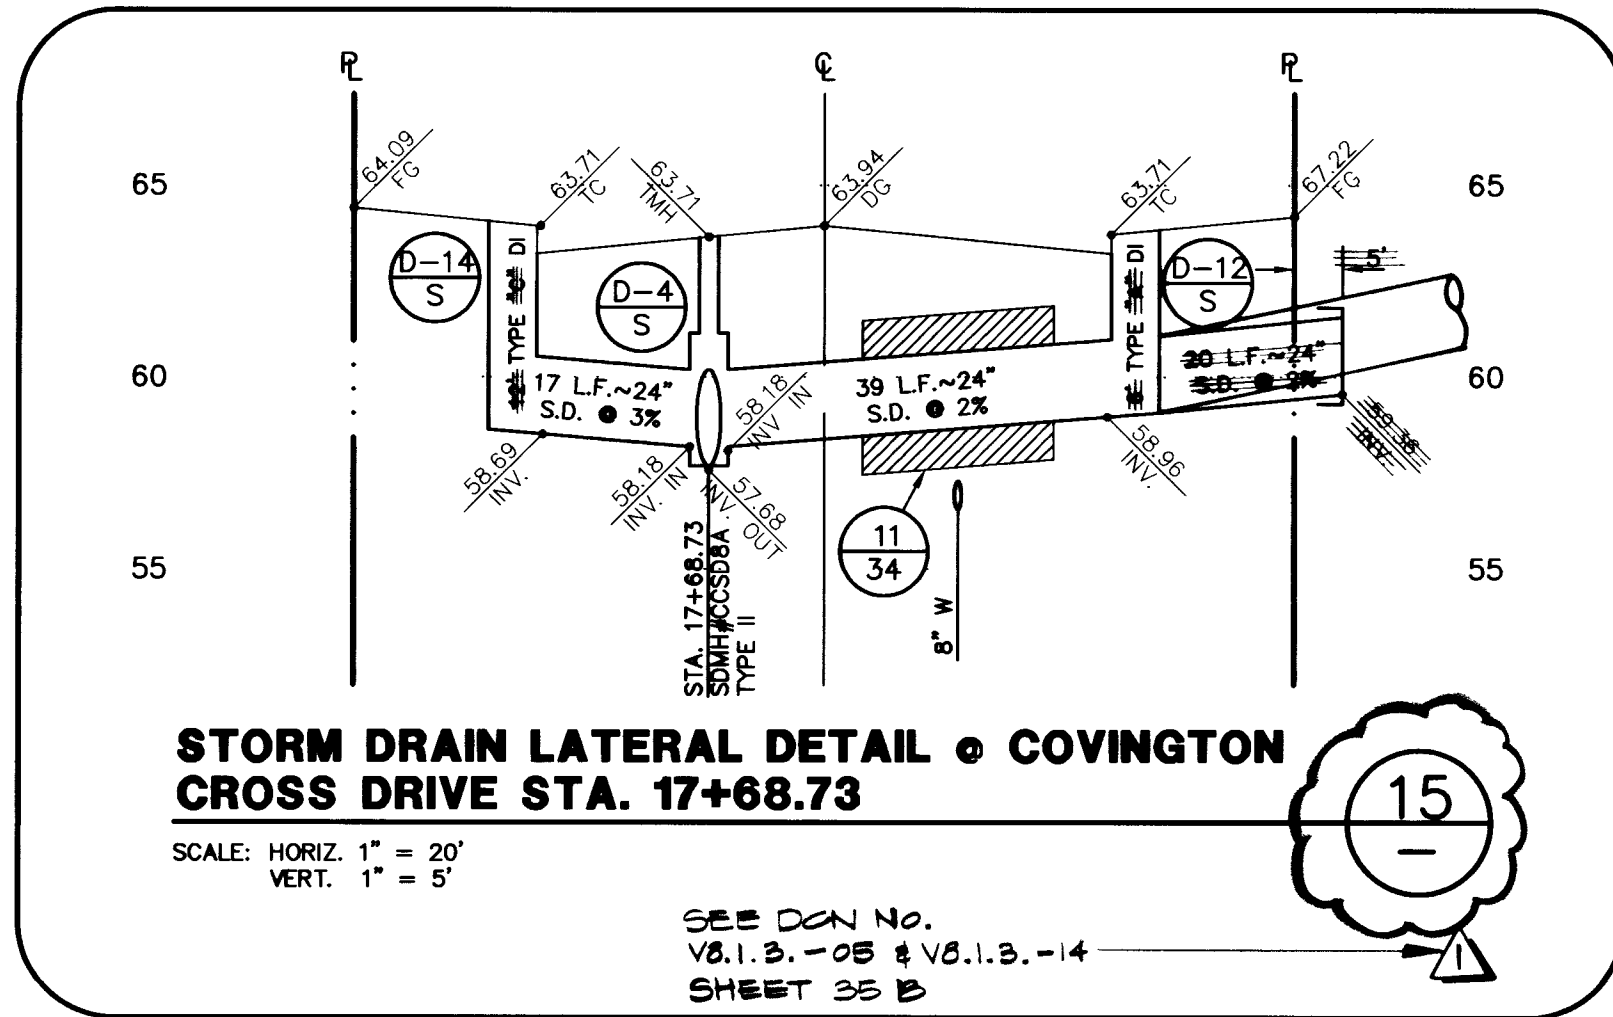 PL
CL
PL
65
65
60
60
55
55
64.09
FG
63.71
TC
63.71
TMH
63.94
DG
63.71
TC
67.22
FG
5'
D-14
S
D-4
S
D-12
S
12' TYPE "C" DI
TYPE DI
17 L.F.~24"
S.D. @ 3%
39 L.F.~24"
S.D. @ 2%
20 L.F.~24"
S.D. @ 2%
58.69
INV.
58.18
INV. IN
58.18
INV IN
57.68
INV. OUT
58.96
INV.
59.36
INV.
11
34
8" W
STA. 17+68.73
SDMH#CCSD8A
TYPE II
STORM DRAIN LATERAL DETAIL @ COVINGTON
CROSS DRIVE STA. 17+68.73
15
–
SCALE: HORIZ. 1" = 20'
VERT. 1" = 5'
SEE DCN NO.
V8.1.3.-05 & V8.1.3.-14
SHEET 35 B
1